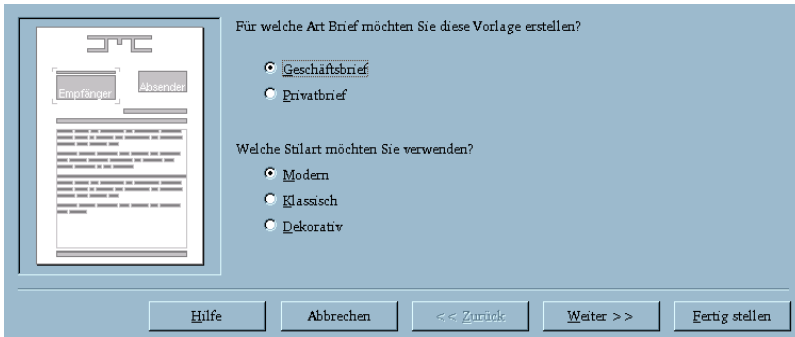 Für welche Art Brief möchten Sie diese Vorlage erstellen?
Empfänger
Absender
Geschäftsbrief
Privatbrief
Welche Stilart möchten Sie verwenden?
Modern
Klassisch
Dekorativ
Hilfe
Abbrechen
<< Zurück
Weiter >>
Fertig stellen